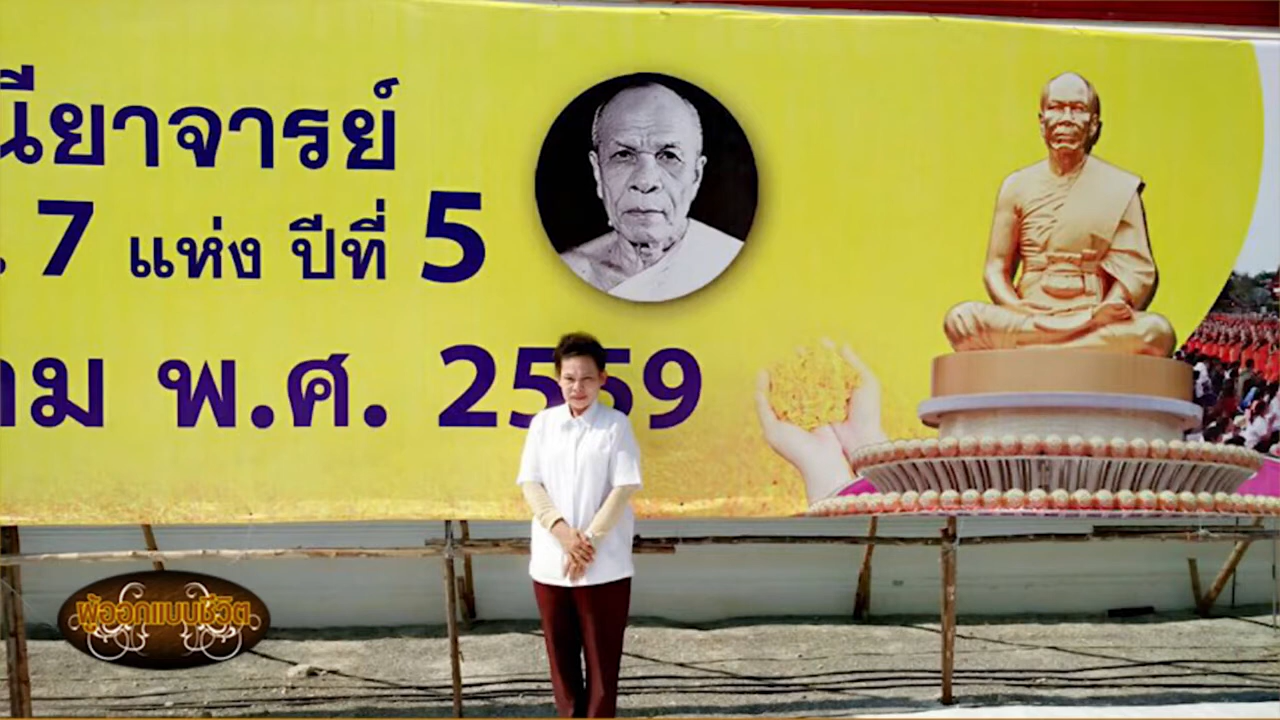 นียาจารย์
. 7 แห่ง ปีที่ 5
าม พ.ศ. 2559
ผู้ออกแบบชีวิต